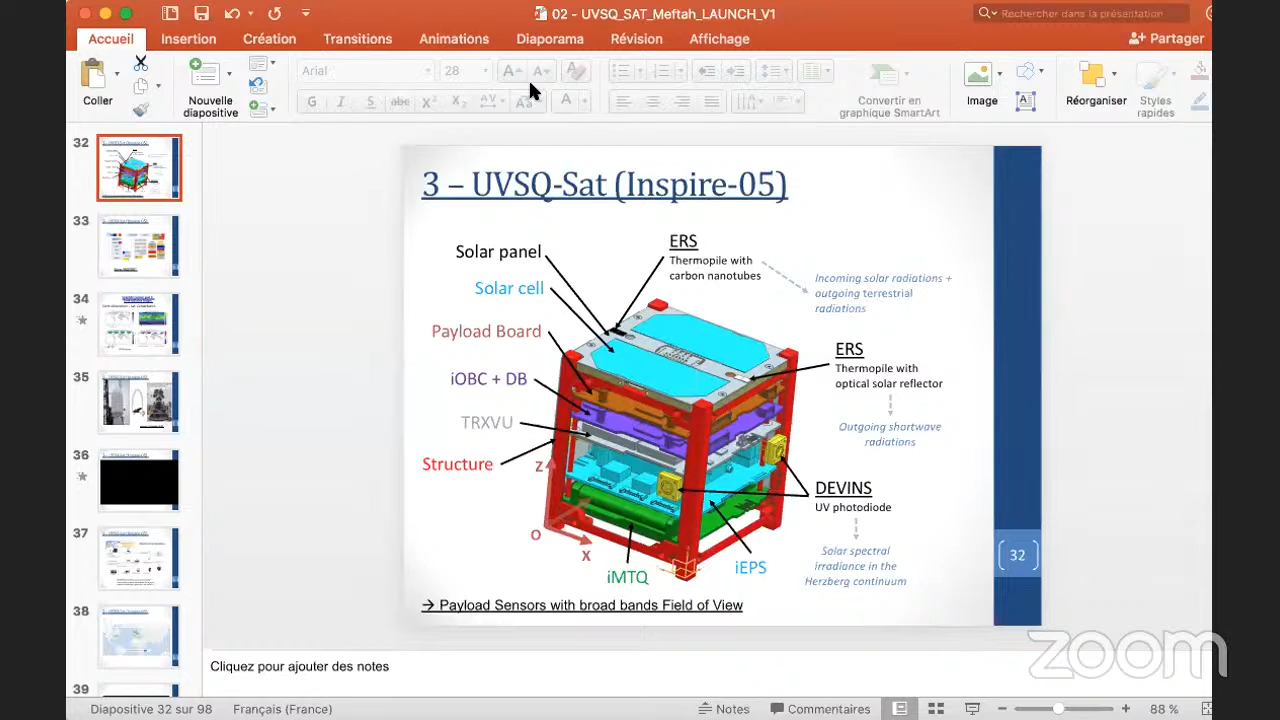 02 - UVSQ_SAT_Meftah_LAUNCH_V1
Rechercher dans la présentation
Accueil
Insertion
Création
Transitions
Animations
Diaporama
Révision
Affichage
Partager
Coller
Nouvelle
diapositive
Arial
28
G
I
S
abc
X²
X₂
AV
Aa
A
Convertir en
graphique SmartArt
Image
Réorganiser
Styles
rapides
32
33
34
35
36
37
38
39
3 – UVSQ-Sat (Inspire-05)
Solar panel
Solar cell
Payload Board
iOBC + DB
TRXVU
Structure
ERS
Thermopile with
carbon nanotubes
Incoming solar radiations +
outgoing terrestrial
radiations
ERS
Thermopile with
optical solar reflector
Outgoing shortwave
radiations
DEVINS
UV photodiode
Solar spectral
irradiance in the
Herzberg continuum
Z
O
X
iMTQ
iEPS
32
→ Payload Sensors with broad bands Field of View
zoom
Cliquez pour ajouter des notes
Diapositive 32 sur 98
Français (France)
Notes
Commentaires
88 %